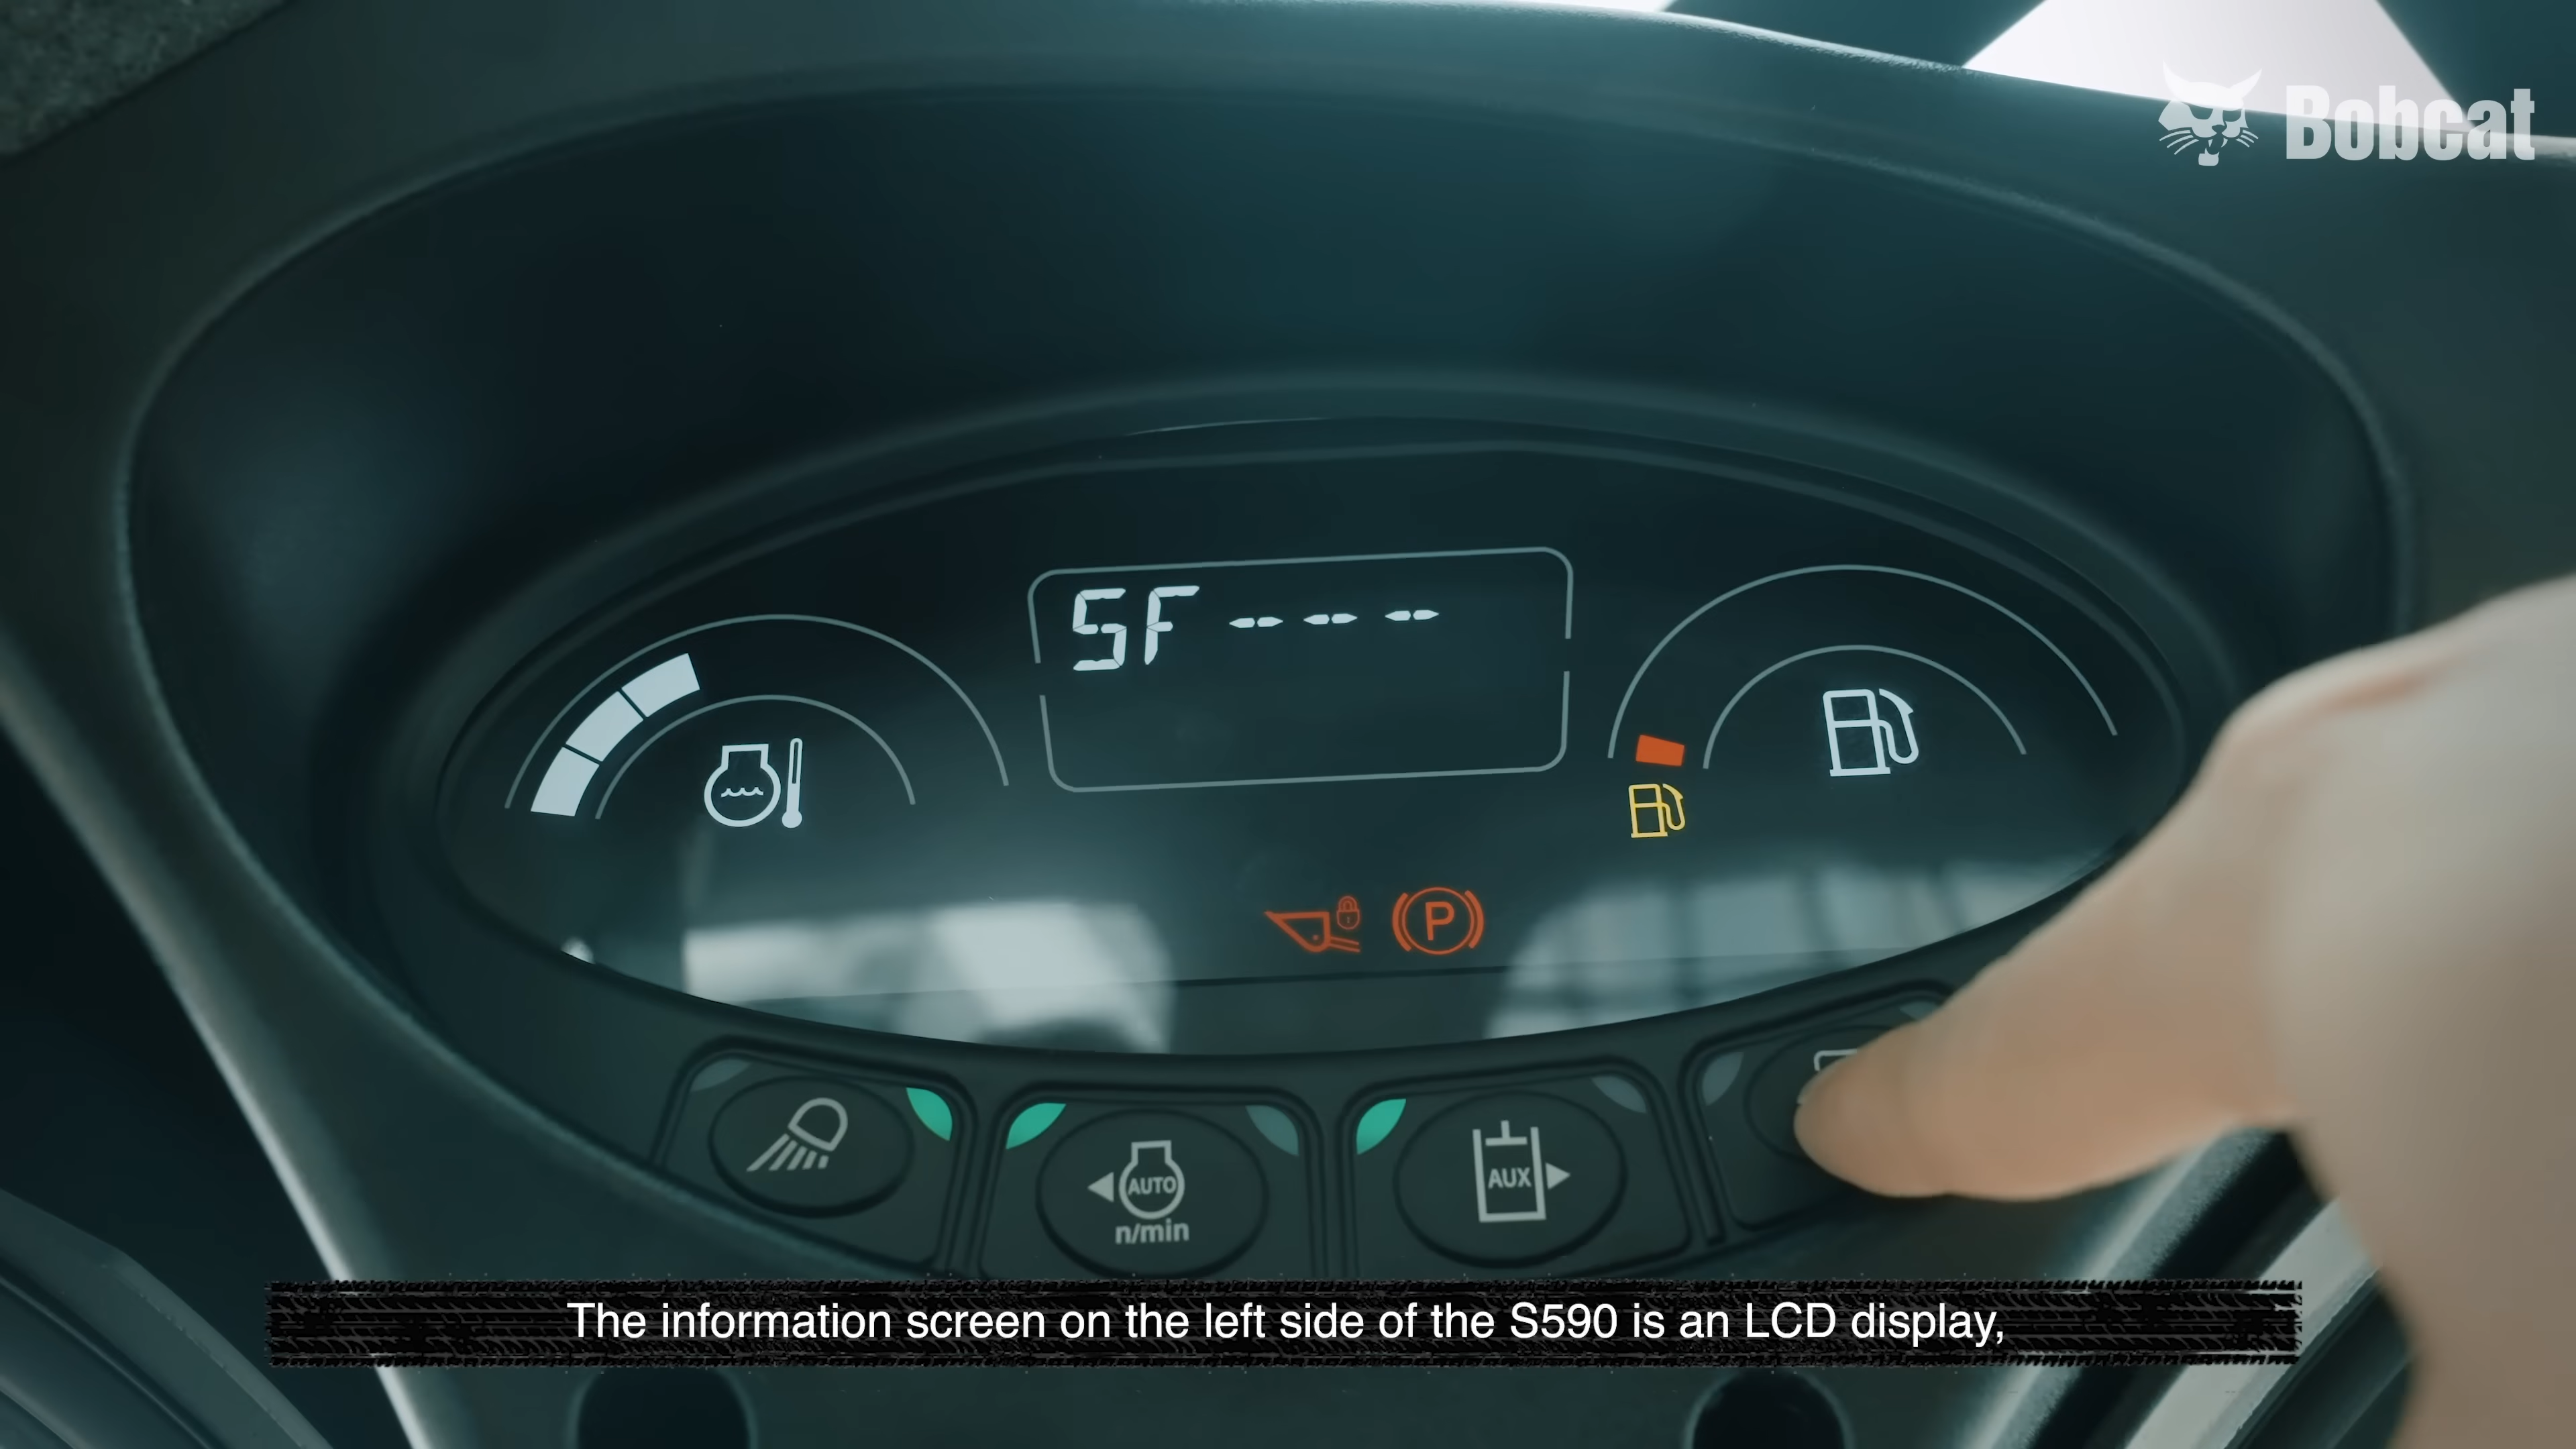 Bobcat
SF - - -
P
AUTO
n/min
AUX
The information screen on the left side of the S590 is an LCD display,